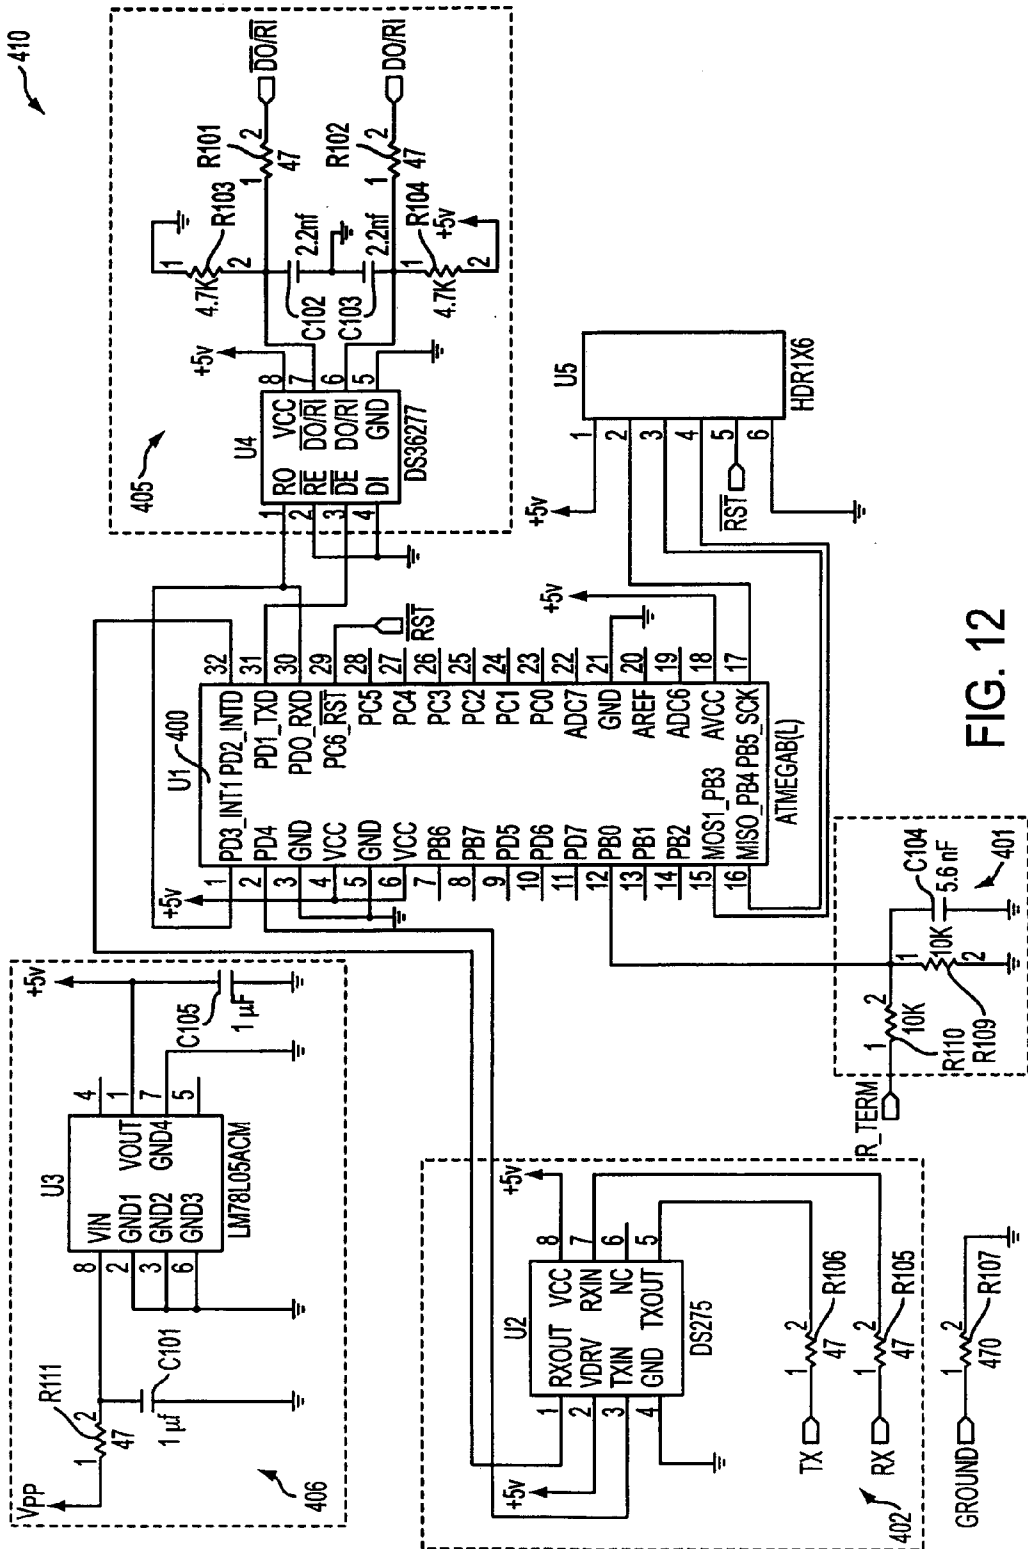 410
405
U4
RO VCC
RE DO/RI
DE DO/RI
DI GND
1
2
3
4
8
7
6
5
DS36277
+5v
4.7K
1
2
R103
C102
2.2nf
C103
2.2nf
R101
1
2
47
DO/RI
R102
1
2
47
DO/RI
R104
4.7K
1
2
+5v
U1
400
PD3_INT1 PD2_INTD
PD4 PD1_TXD
GND PDO_RXD
VCC PC6_RST
GND PC5
VCC PC4
PB6 PC3
PB7 PC2
PD5 PC1
PD6 PC0
PD7 ADC7
PB0 GND
PB1 AREF
PB2 ADC6
MOS1_PB3 AVCC
MISO_PB4 PB5_SCK
1
2
3
4
5
6
7
8
9
10
11
12
13
14
15
16
32
31
30
29
28
27
26
25
24
23
22
21
20
19
18
17
ATMEGAB(L)
+5v
RST
+5v
U5
1
2
3
4
5
6
HDR1X6
+5v
RST
U3
VIN VOUT
GND1 GND4
GND2
GND3
8
2
3
6
4
1
7
5
LM78L05ACM
VPP
R111
1
2
47
C101
1 µf
+5v
C105
1 µF
406
U2
RXOUT VCC
VDRV RXIN
TXIN NC
GND TXOUT
1
2
3
4
8
7
6
5
DS275
+5v
+5v
TX
1
2
47
R106
RX
1
2
47
R105
402
GROUND
1
2
470
R107
R_TERM
1
2
10K
R110
R109
1
10K
2
C104
5.6 nF
401
FIG. 12